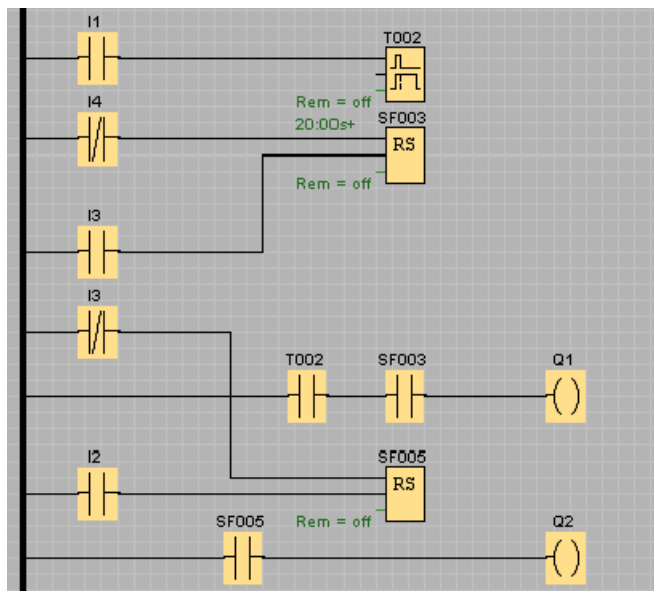 I1
T002
Rem = off
20:00s+
I4
SF003
RS
Rem = off
I3
I3
T002 SF003 Q1
I2
SF005
RS
Rem = off
SF005
Q2